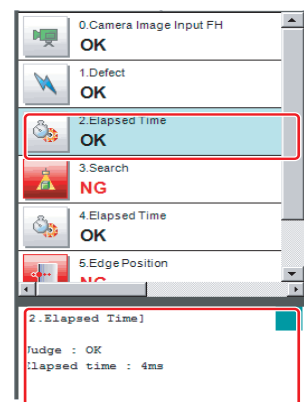 0.Camera Image Input FH
OK
1.Defect
OK
2.Elapsed Time
OK
3.Search
NG
4.Elapsed Time
OK
5.Edge Position
NG
[2.Elapsed Time]
Judge : OK
Elapsed time : 4ms